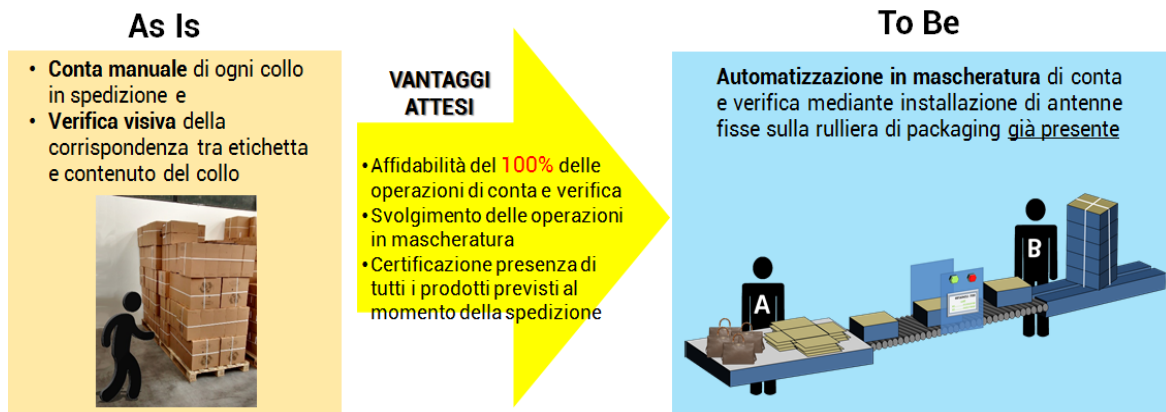 As Is
• Conta manuale di ogni collo
in spedizione e
• Verifica visiva della
corrispondenza tra etichetta
e contenuto del collo
VANTAGGI
ATTESI
• Affidabilità del 100% delle
operazioni di conta e verifica
• Svolgimento delle operazioni
in mascheratura
• Certificazione presenza di
tutti i prodotti previsti al
momento della spedizione
To Be
Automatizzazione in mascheratura di conta
e verifica mediante installazione di antenne
fisse sulla rulliera di packaging già presente
A
B